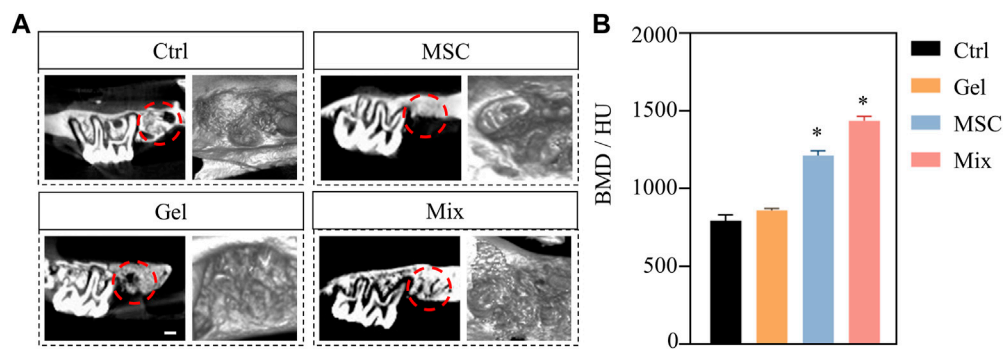 A
Ctrl
MSC
Gel
Mix
B
BMD / HU
2000
1500
1000
500
0
*
*
Ctrl
Gel
MSC
Mix